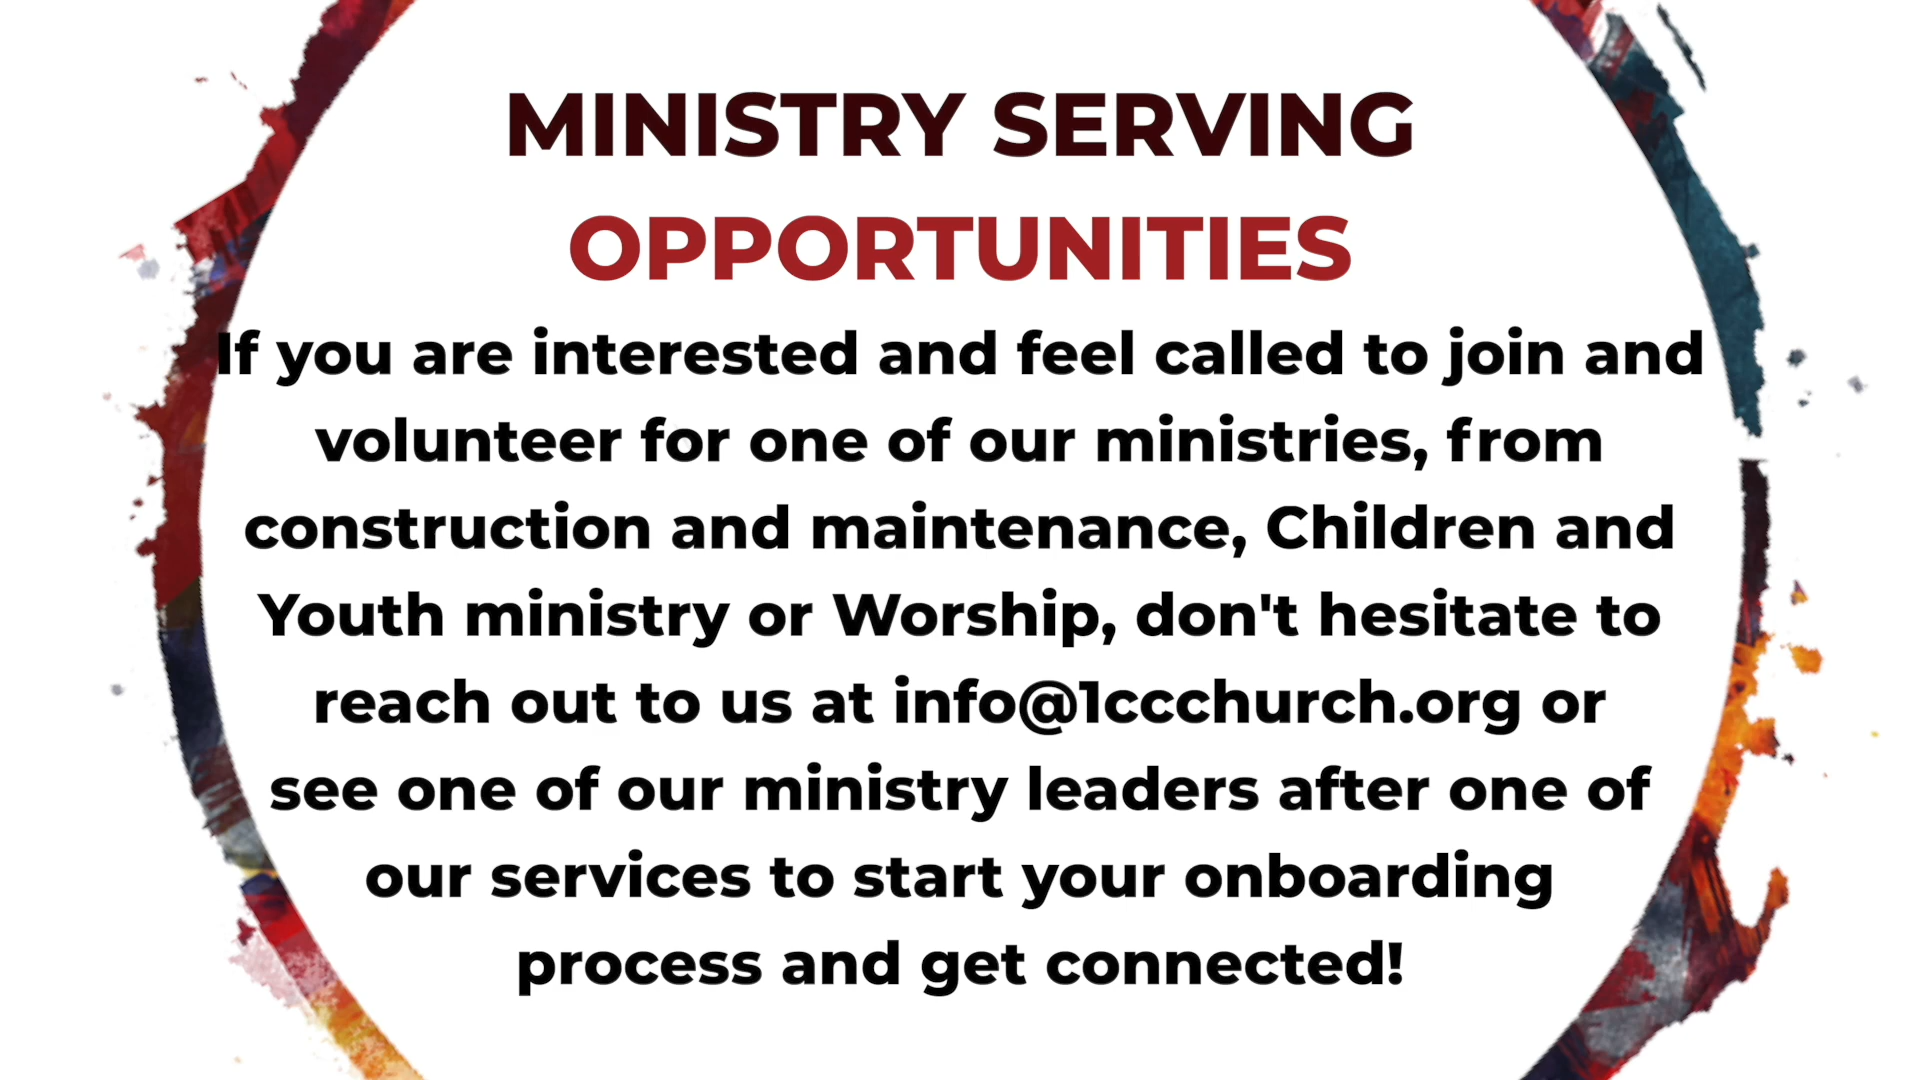 MINISTRY SERVING
OPPORTUNITIES
If you are interested and feel called to join and
volunteer for one of our ministries, from
construction and maintenance, Children and
Youth ministry or Worship, don't hesitate to
reach out to us at info@1ccchurch.org or
see one of our ministry leaders after one of
our services to start your onboarding
process and get connected!